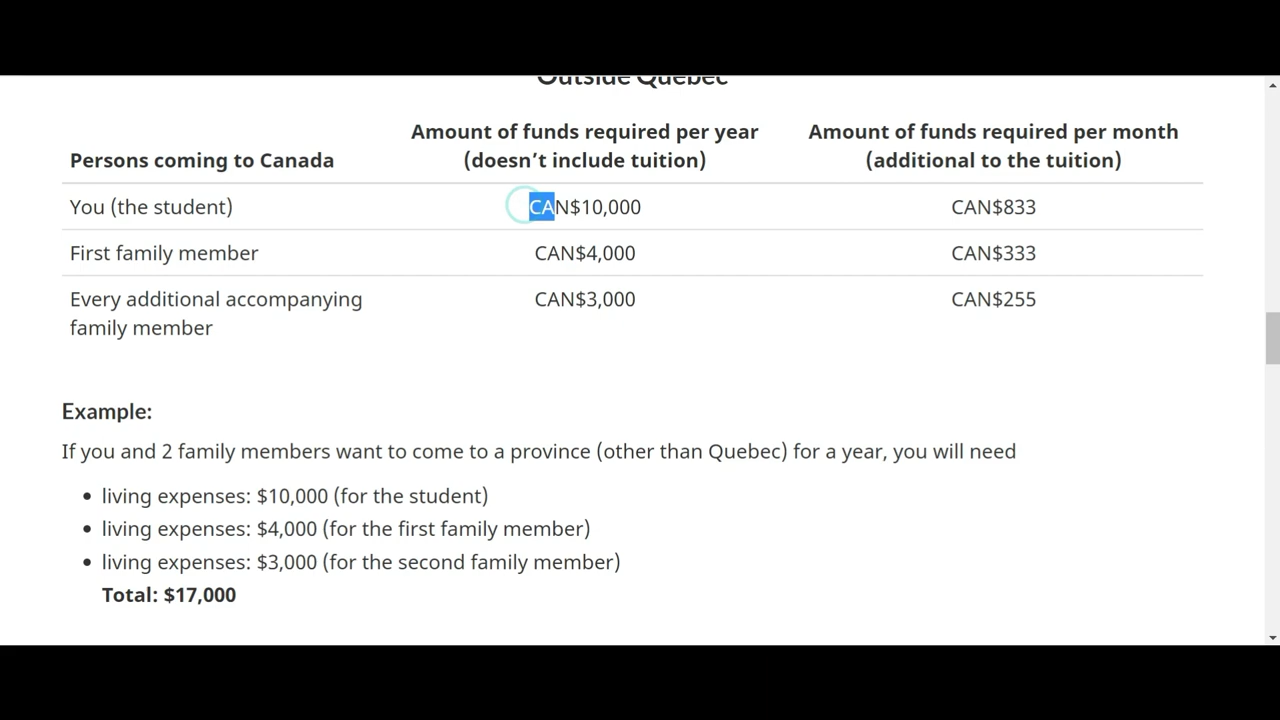 Outside Quebec
Amount of funds required per year
(doesn’t include tuition)
Amount of funds required per month
(additional to the tuition)
Persons coming to Canada
You (the student)
CAN$10,000
CAN$833
First family member
CAN$4,000
CAN$333
Every additional accompanying
family member
CAN$3,000
CAN$255
Example:
If you and 2 family members want to come to a province (other than Quebec) for a year, you will need
• living expenses: $10,000 (for the student)
• living expenses: $4,000 (for the first family member)
• living expenses: $3,000 (for the second family member)
Total: $17,000